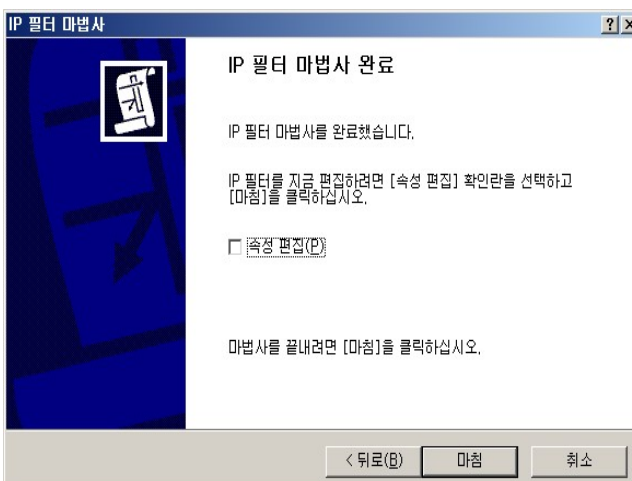 IP 필터 마법사
IP 필터 마법사 완료
IP 필터 마법사를 완료했습니다.
IP 필터를 지금 편집하려면 [속성 편집] 확인란을 선택하고
[마침]을 클릭하십시오.
속성 편집(P)
마법사를 끝내려면 [마침]을 클릭하십시오.
< 뒤로(B) 마침 취소